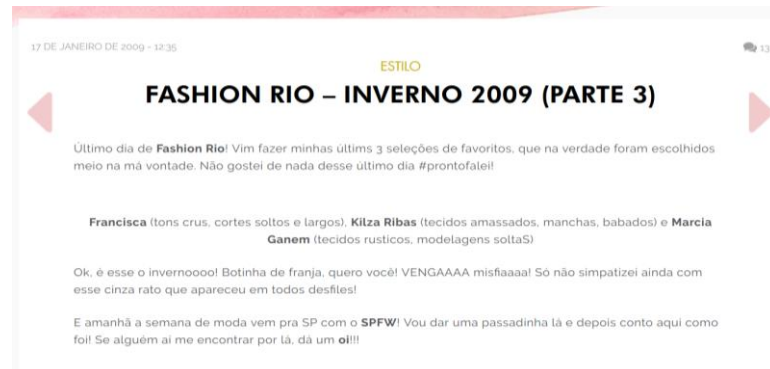 17 DE JANEIRO DE 2009 - 12:35
13
ESTILO
FASHION RIO – INVERNO 2009 (PARTE 3)
Último dia de Fashion Rio! Vim fazer minhas últims 3 seleções de favoritos, que na verdade foram escolhidos
meio na má vontade. Não gostei de nada desse último dia #prontofalei!
Francisca (tons crus, cortes soltos e largos), Kilza Ribas (tecidos amassados, manchas, babados) e Marcia
Ganem (tecidos rusticos, modelagens soltaS)
Ok, é esse o invernoooo! Botinha de franja, quero você! VENGAAAA misfiaaaa! Só não simpatizei ainda com
esse cinza rato que apareceu em todos desfiles!
E amanhã a semana de moda vem pra SP com o SPFW! Vou dar uma passadinha lá e depois conto aqui como
foi! Se alguém ai me encontrar por lá, dá um oi!!!